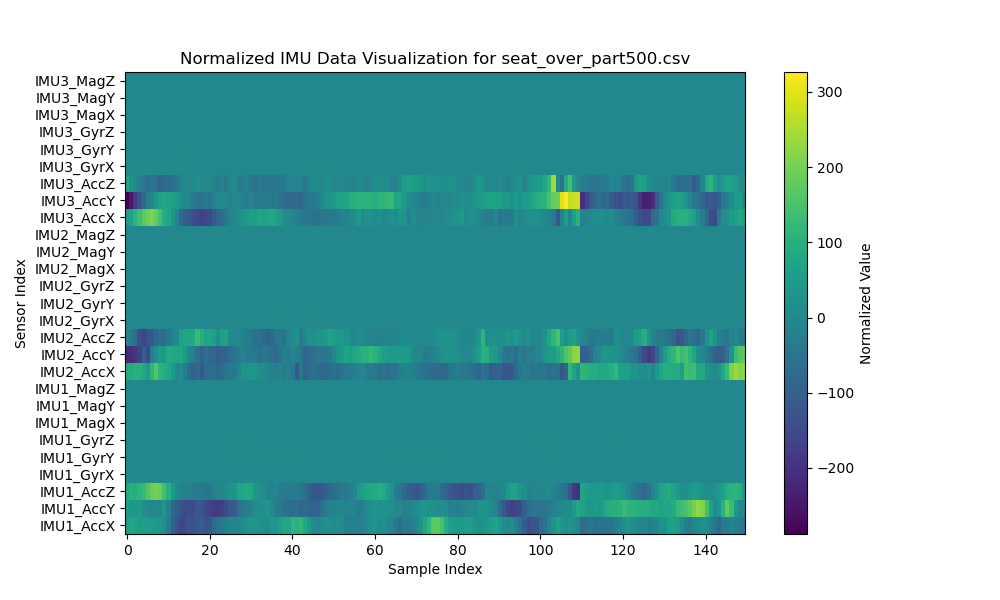 Normalized IMU Data Visualization for seat_over_part500.csv
IMU3_MagZ
IMU3_MagY
IMU3_MagX
IMU3_GyrZ
IMU3_GyrY
IMU3_GyrX
IMU3_AccZ
IMU3_AccY
IMU3_AccX
IMU2_MagZ
IMU2_MagY
IMU2_MagX
IMU2_GyrZ
IMU2_GyrY
IMU2_GyrX
IMU2_AccZ
IMU2_AccY
IMU2_AccX
IMU1_MagZ
IMU1_MagY
IMU1_MagX
IMU1_GyrZ
IMU1_GyrY
IMU1_GyrX
IMU1_AccZ
IMU1_AccY
IMU1_AccX
Sensor Index
0 20 40 60 80 100 120 140
Sample Index
300
200
100
0
−100
−200
Normalized Value